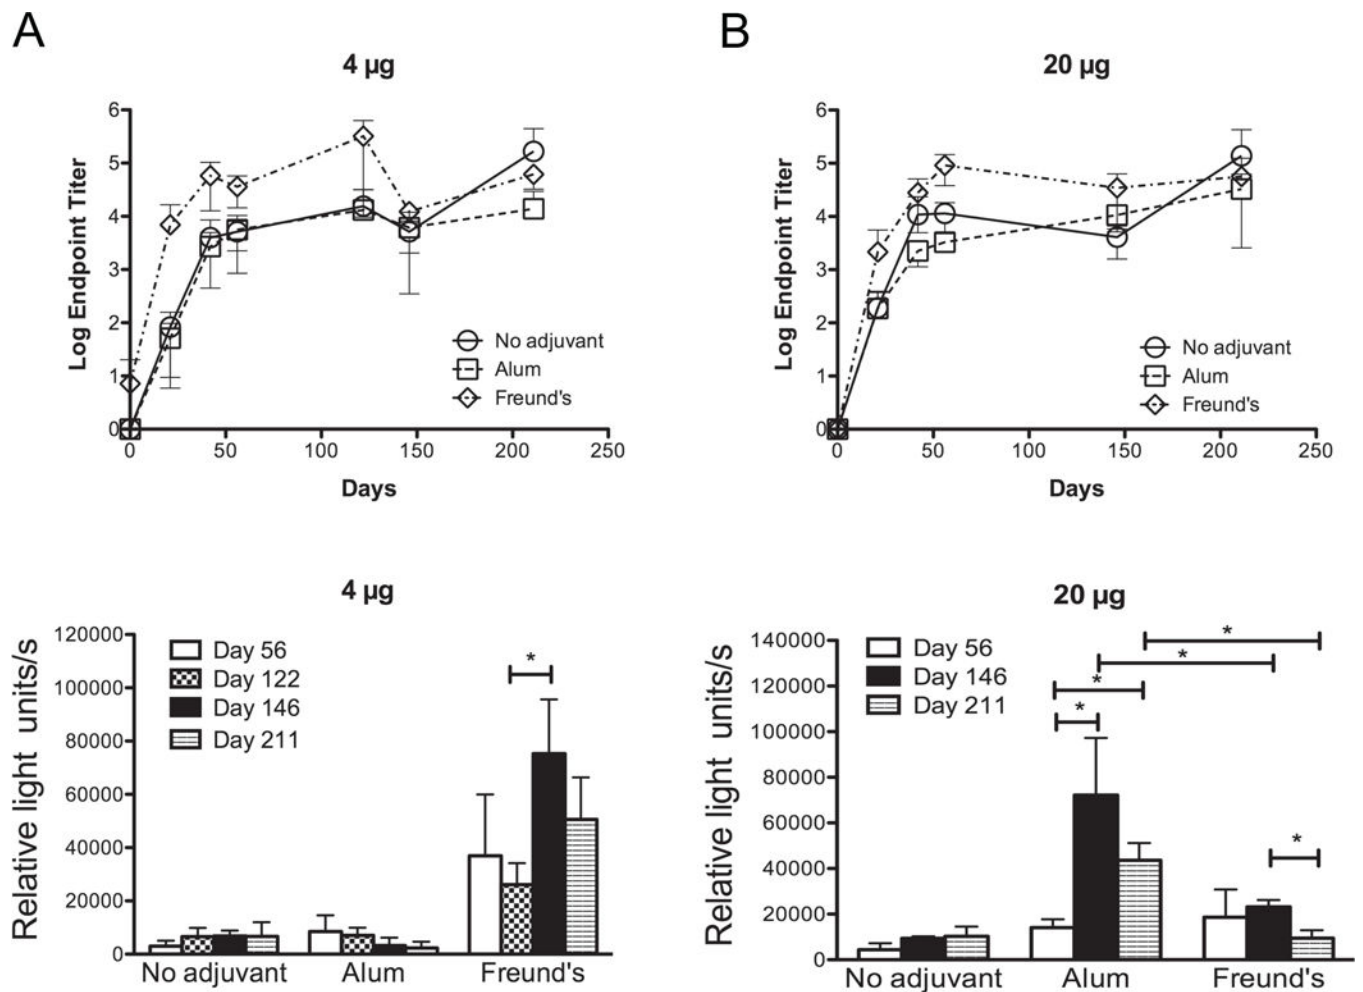 A
B
4 µg
20 µg
Log Endpoint Titer
6
5
4
3
2
1
0
No adjuvant
Alum
Freund's
0 50 100 150 200 250
Days
Log Endpoint Titer
6
5
4
3
2
1
0
No adjuvant
Alum
Freund's
0 50 100 150 200 250
Days
4 µg
Relative light units/s
120000
100000
80000
60000
40000
20000
0
Day 56
Day 122
Day 146
Day 211
*
No adjuvant Alum Freund's
20 µg
Relative light units/s
140000
120000
100000
80000
60000
40000
20000
0
Day 56
Day 146
Day 211
*
*
*
*
*
No adjuvant Alum Freund's